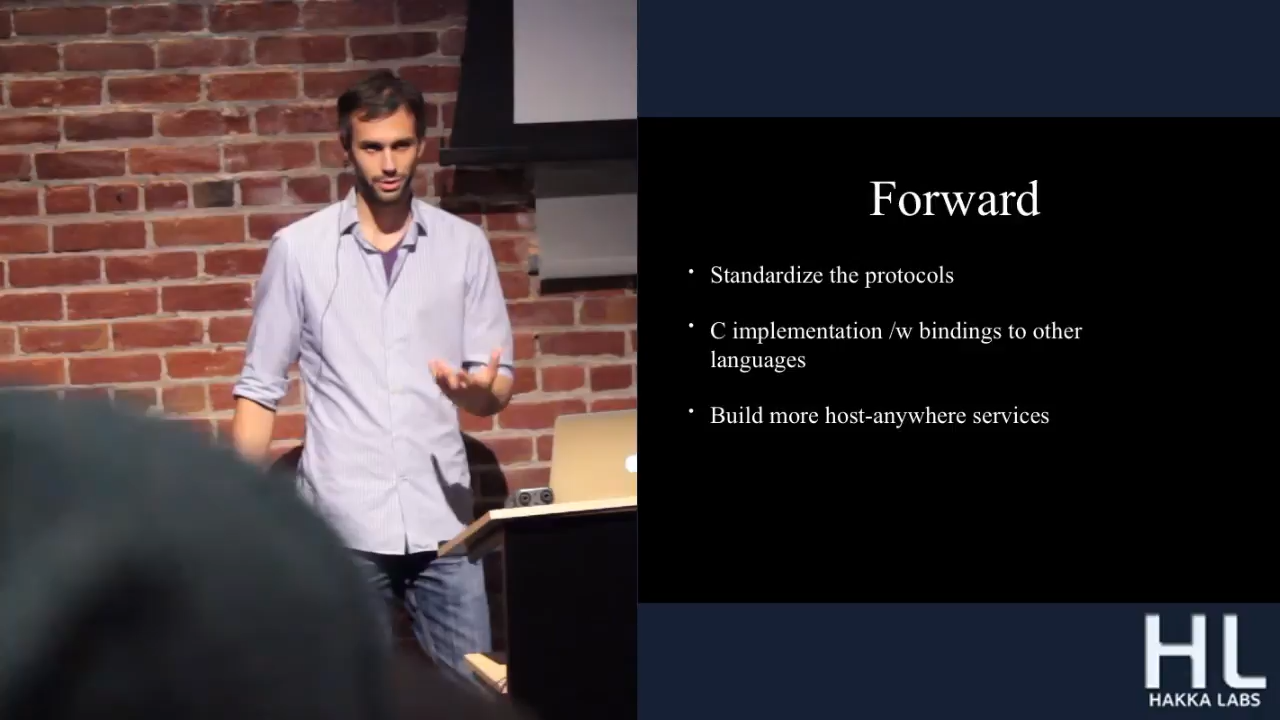 Forward
• Standardize the protocols
• C implementation /w bindings to other
languages
• Build more host-anywhere services
HL
HAKKA LABS